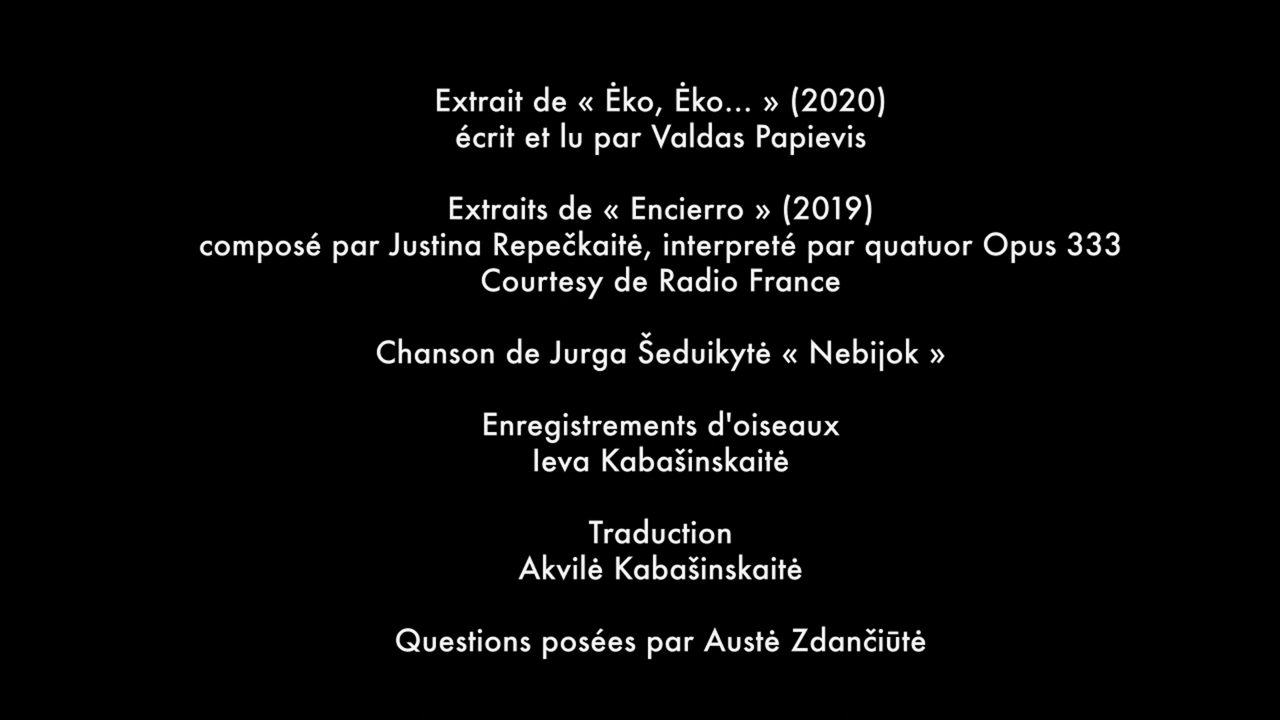 Extrait de « Ėko, Ėko... » (2020)
écrit et lu par Valdas Papievis
Extraits de « Encierro » (2019)
composé par Justina Repečkaitė, interpreté par quatuor Opus 333
Courtesy de Radio France
Chanson de Jurga Šeduikytė « Nebijok »
Enregistrements d'oiseaux
Ieva Kabašinskaitė
Traduction
Akvilė Kabašinskaitė
Questions posées par Austė Zdančiūtė